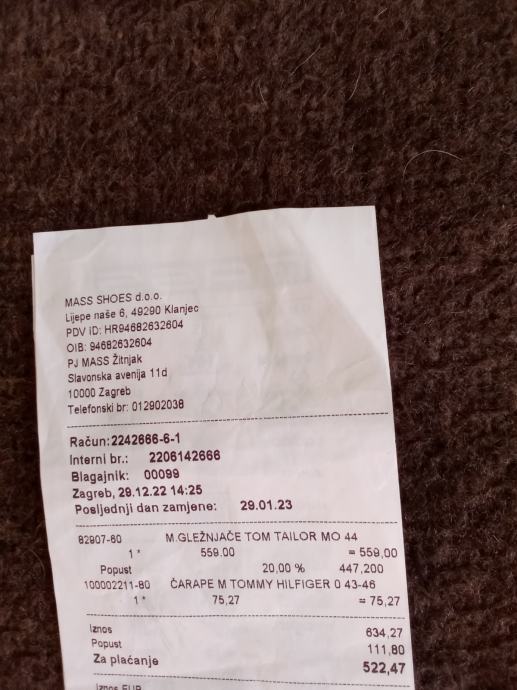 MASS SHOES d.o.o.
Lijepe naše 6, 49290 Klanjec
PDV ID: HR94682632604
OIB: 94682632604
PJ MASS Žitnjak
Slavonska avenija 11d
10000 Zagreb
Telefonski br: 012902038
Račun: 2242666-6-1
Interni br.: 2206142666
Blagajnik: 00099
Zagreb, 29.12.22 14:25
Posljednji dan zamjene: 29.01.23
82907-60 M.GLEŽNJAČE TOM TAILOR MO 44
1 * 559.00 = 559,00
Popust 20,00 % 447,200
100002211-80 ČARAPE M TOMMY HILFIGER 0 43-46
1 * 75,27 = 75,27
Iznos 634,27
Popust 111,80
Za plaćanje 522,47
Iznos EUR